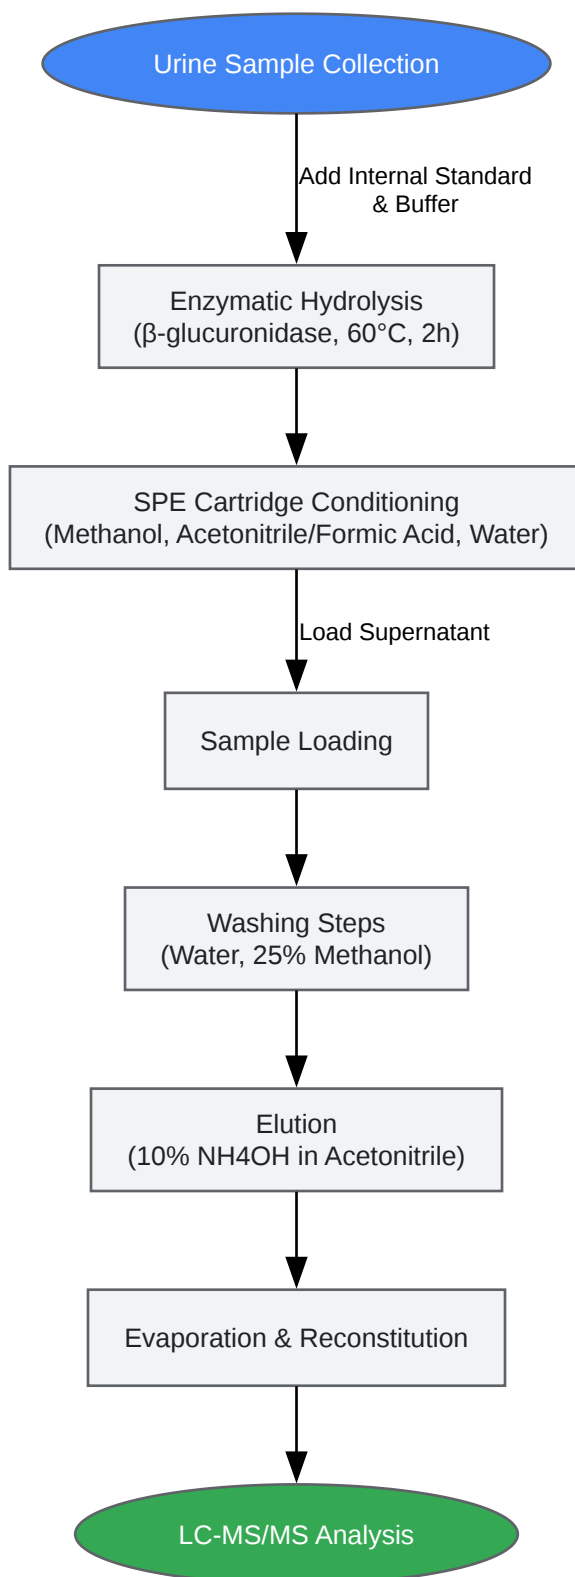 Urine Sample Collection
Add Internal Standard
& Buffer
Enzymatic Hydrolysis
(β-glucuronidase, 60°C, 2h)
SPE Cartridge Conditioning
(Methanol, Acetonitrile/Formic Acid, Water)
Load Supernatant
Sample Loading
Washing Steps
(Water, 25% Methanol)
Elution
(10% NH4OH in Acetonitrile)
Evaporation & Reconstitution
LC-MS/MS Analysis